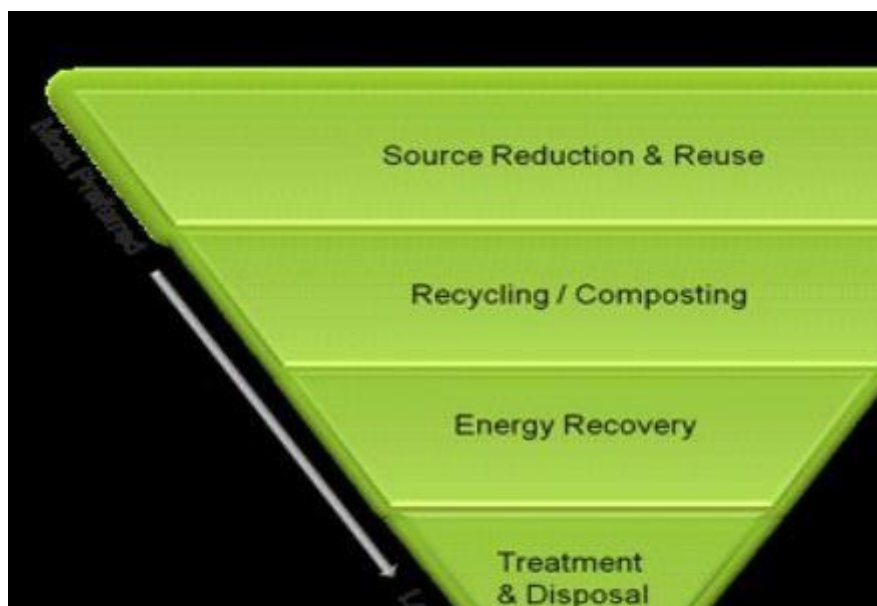 Source Reduction & Reuse
Most Preferred
Recycling / Composting
Energy Recovery
Treatment
& Disposal